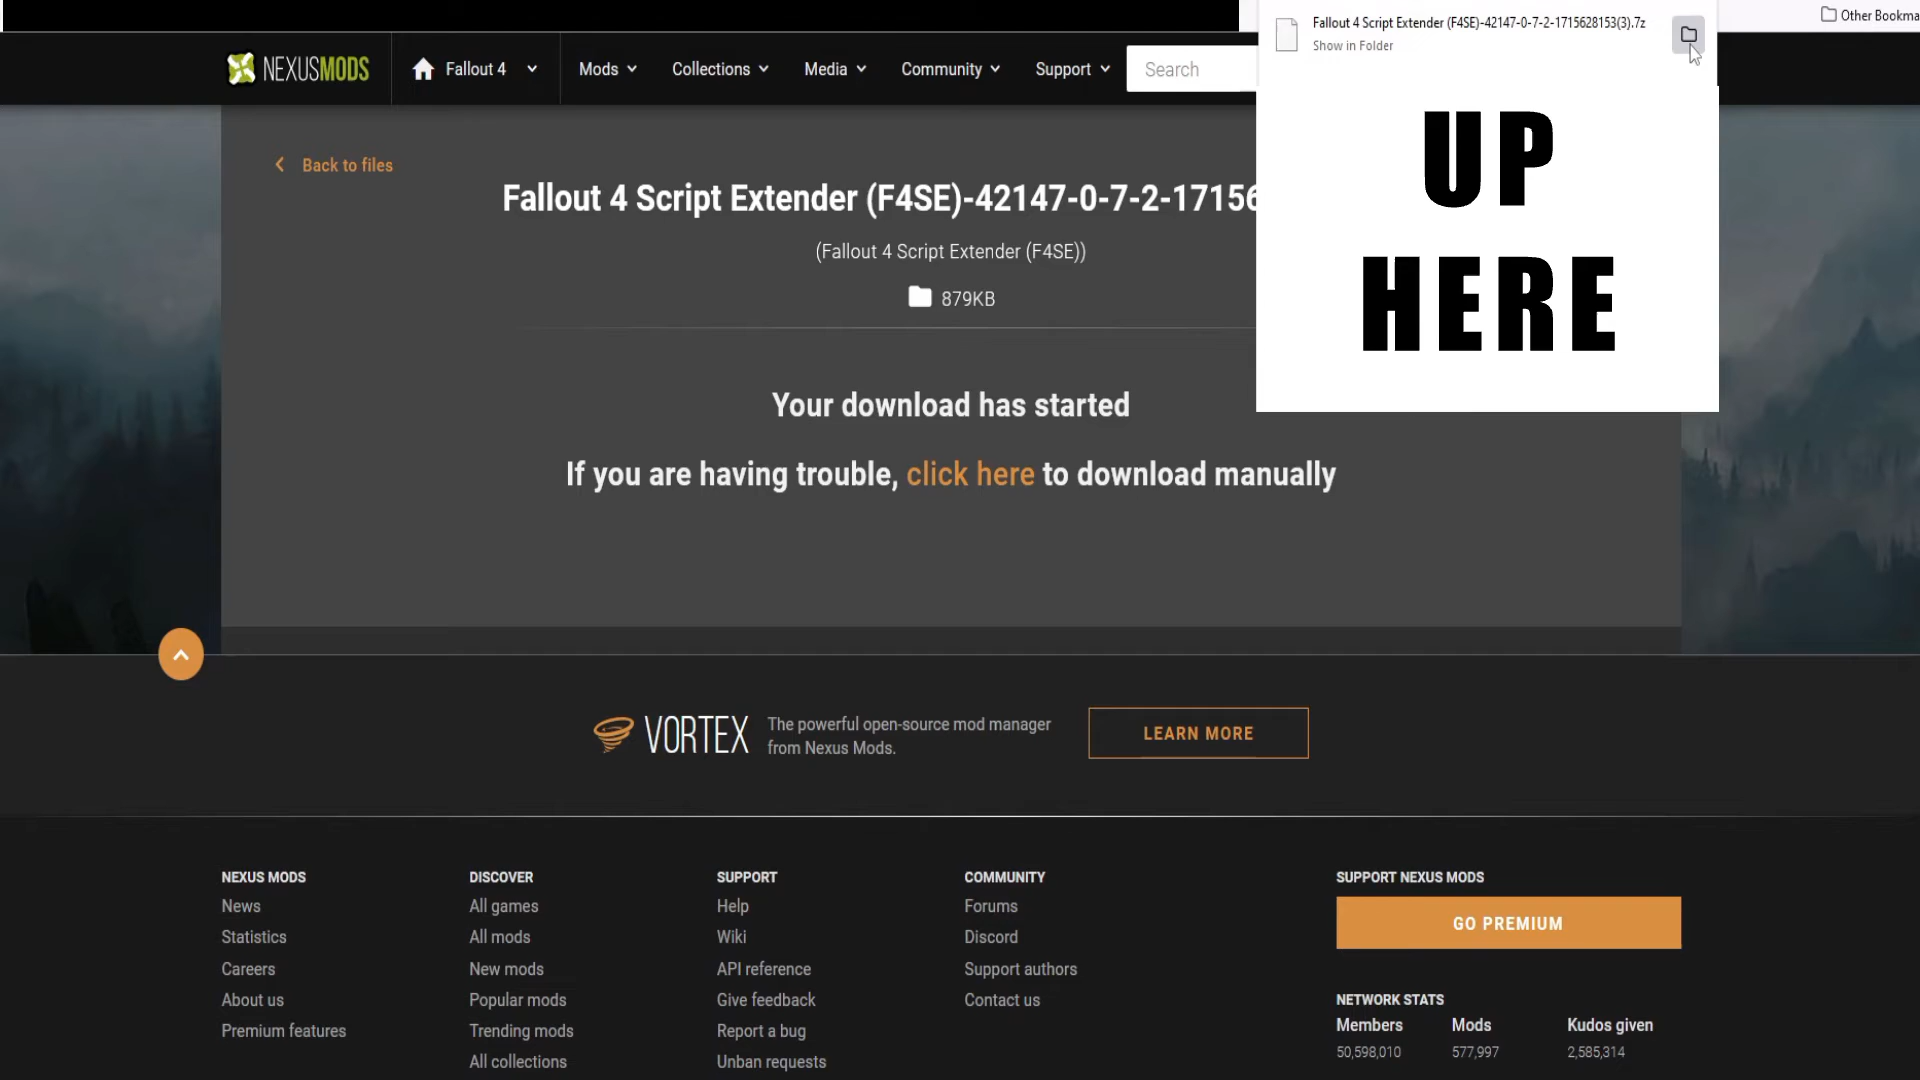 Fallout 4 Script Extender (F4SE)-42147-0-7-2-1715628153(3).7z
Show in Folder
Other Bookma
NEXUSMODS
Fallout 4
Mods
Collections
Media
Community
Support
Search
UP
HERE
Back to files
Fallout 4 Script Extender (F4SE)-42147-0-7-2-17156
(Fallout 4 Script Extender (F4SE))
879KB
Your download has started
If you are having trouble, click here to download manually
VORTEX
The powerful open-source mod manager
from Nexus Mods.
LEARN MORE
NEXUS MODS
News
Statistics
Careers
About us
Premium features
DISCOVER
All games
All mods
New mods
Popular mods
Trending mods
All collections
SUPPORT
Help
Wiki
API reference
Give feedback
Report a bug
Unban requests
COMMUNITY
Forums
Discord
Support authors
Contact us
SUPPORT NEXUS MODS
GO PREMIUM
NETWORK STATS
Members Mods Kudos given
50,598,010 577,997 2,585,314